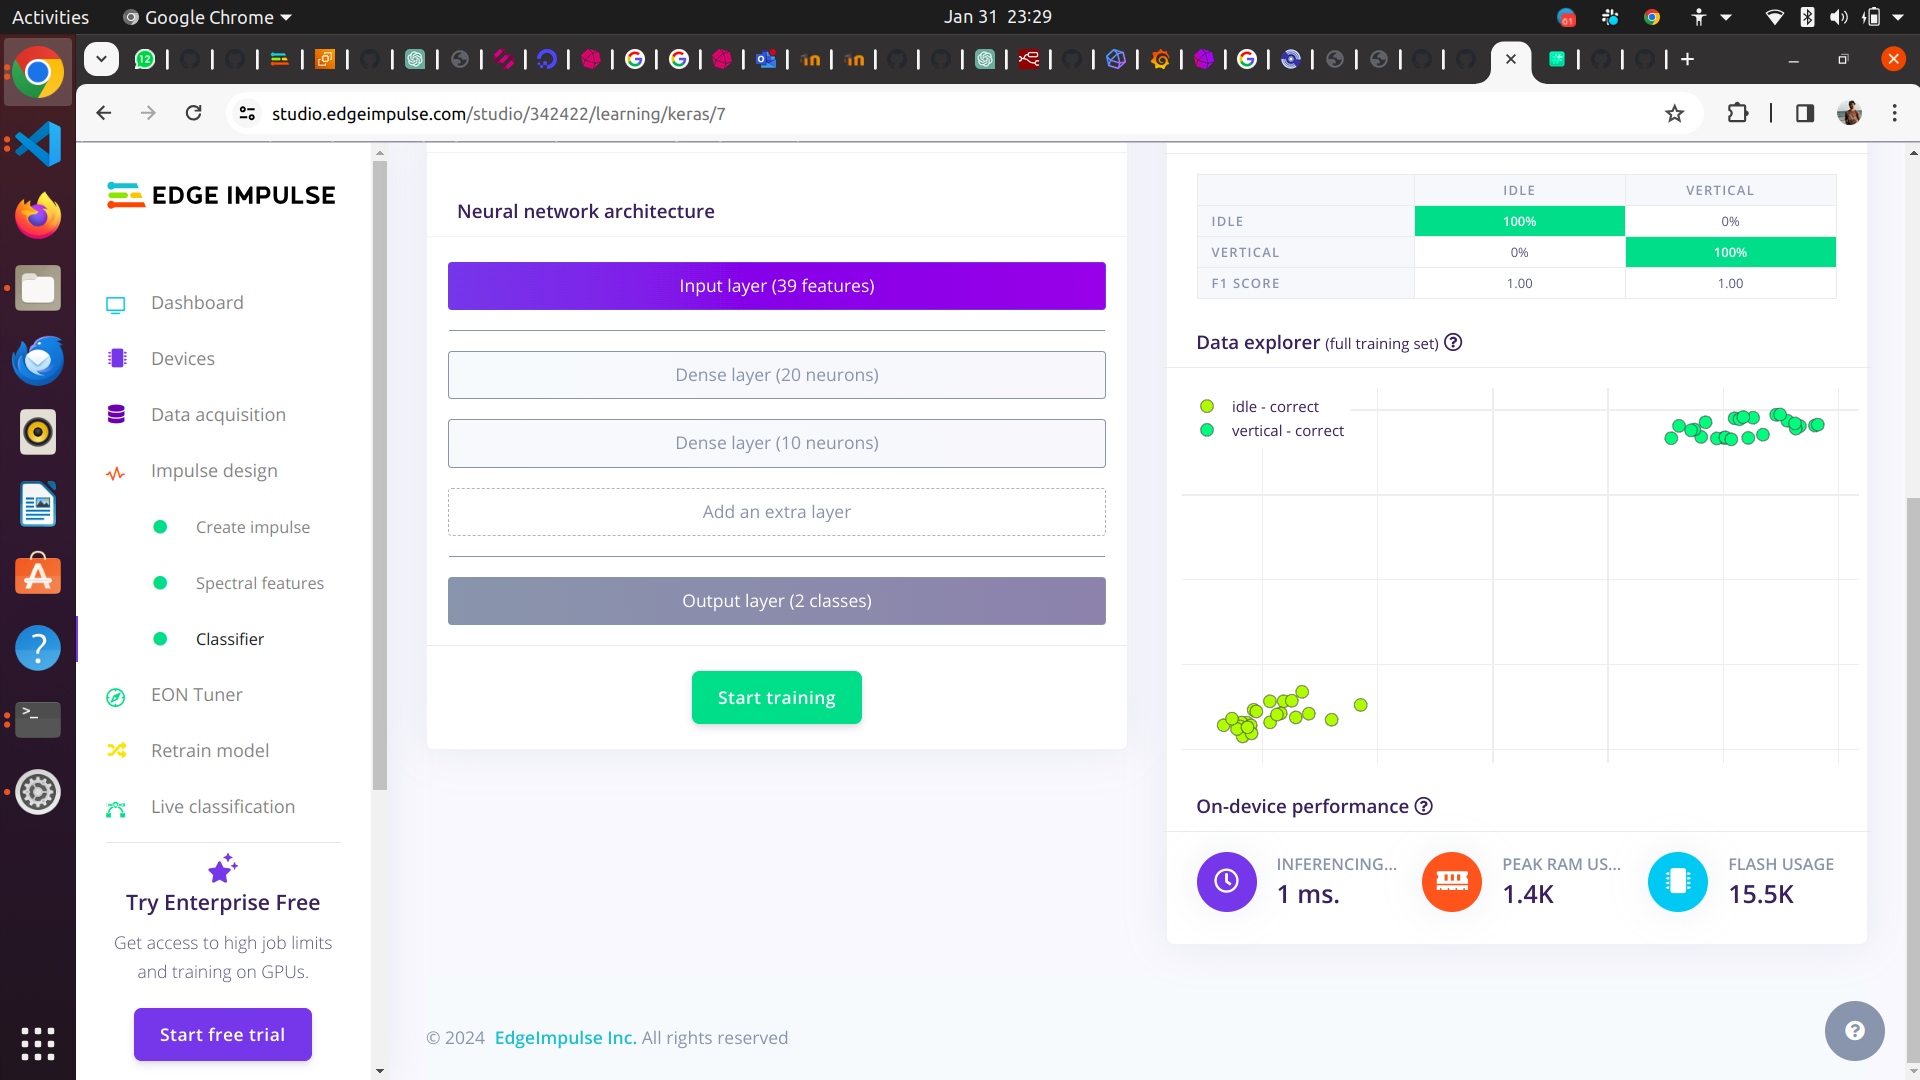 Activities
Google Chrome
Jan 31 23:29
studio.edgeimpulse.com/studio/342422/learning/keras/7
EDGE IMPULSE
Dashboard
Devices
Data acquisition
Impulse design
Create impulse
Spectral features
Classifier
EON Tuner
Retrain model
Live classification
Try Enterprise Free
Get access to high job limits
and training on GPUs.
Start free trial
Neural network architecture
Input layer (39 features)
Dense layer (20 neurons)
Dense layer (10 neurons)
Add an extra layer
Output layer (2 classes)
Start training
IDLE VERTICAL
IDLE 100% 0%
VERTICAL 0% 100%
F1 SCORE 1.00 1.00
Data explorer (full training set)
idle - correct
vertical - correct
On-device performance
INFERENCING...
1 ms.
PEAK RAM US...
1.4K
FLASH USAGE
15.5K
© 2024 EdgeImpulse Inc. All rights reserved